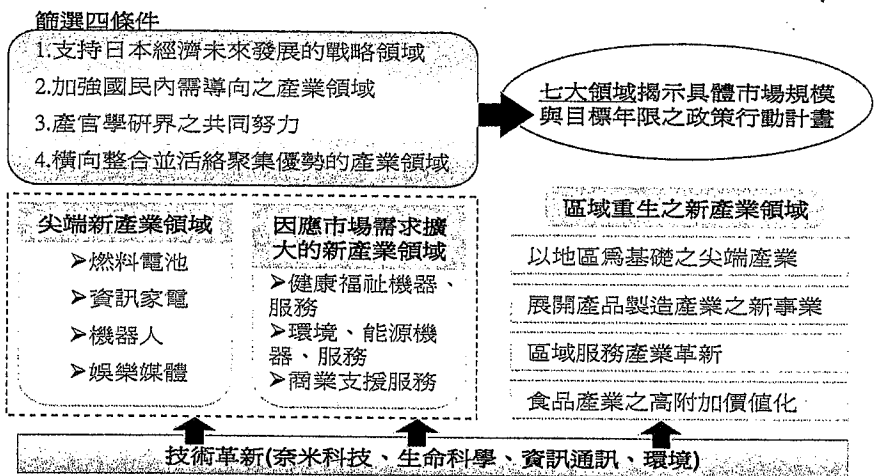 篩選四條件
1.支持日本經濟未來發展的戰略領域
2.加強國民內需導向之產業領域
3.產官學研界之共同努力
4.橫向整合並活絡聚集優勢的產業領域
七大領域揭示具體市場規模
與目標年限之政策行動計畫
尖端新產業領域
➤燃料電池
➤資訊家電
➤機器人
➤娛樂媒體
因應市場需求擴
大的新產業領域
➤健康福祉機器、
服務
➤環境、能源機
器、服務
➤商業支援服務
區域重生之新產業領域
以地區爲基礎之尖端產業
展開產品製造產業之新事業
區域服務產業革新
食品產業之高附加價值化
技術革新(奈米科技、生命科學、資訊通訊、環境)